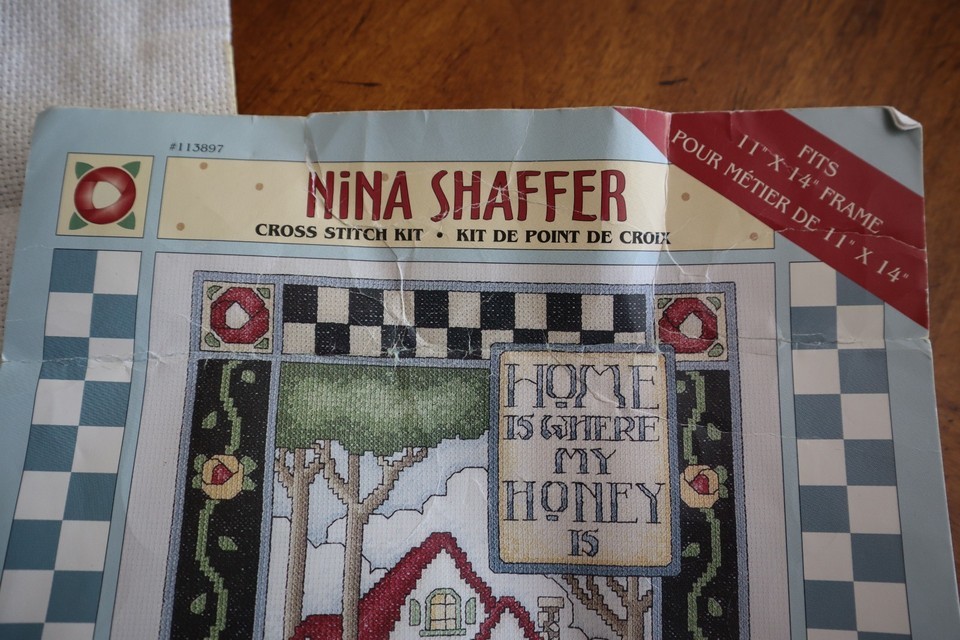 #113897
NiNA SHAFFER
CROSS STITCH KIT • KIT DE POINT DE CROIX
FITS
11" X 14" FRAME
POUR MÉTIER DE 11" X 14"
HOME
IS WHERE
MY
HONEY
IS